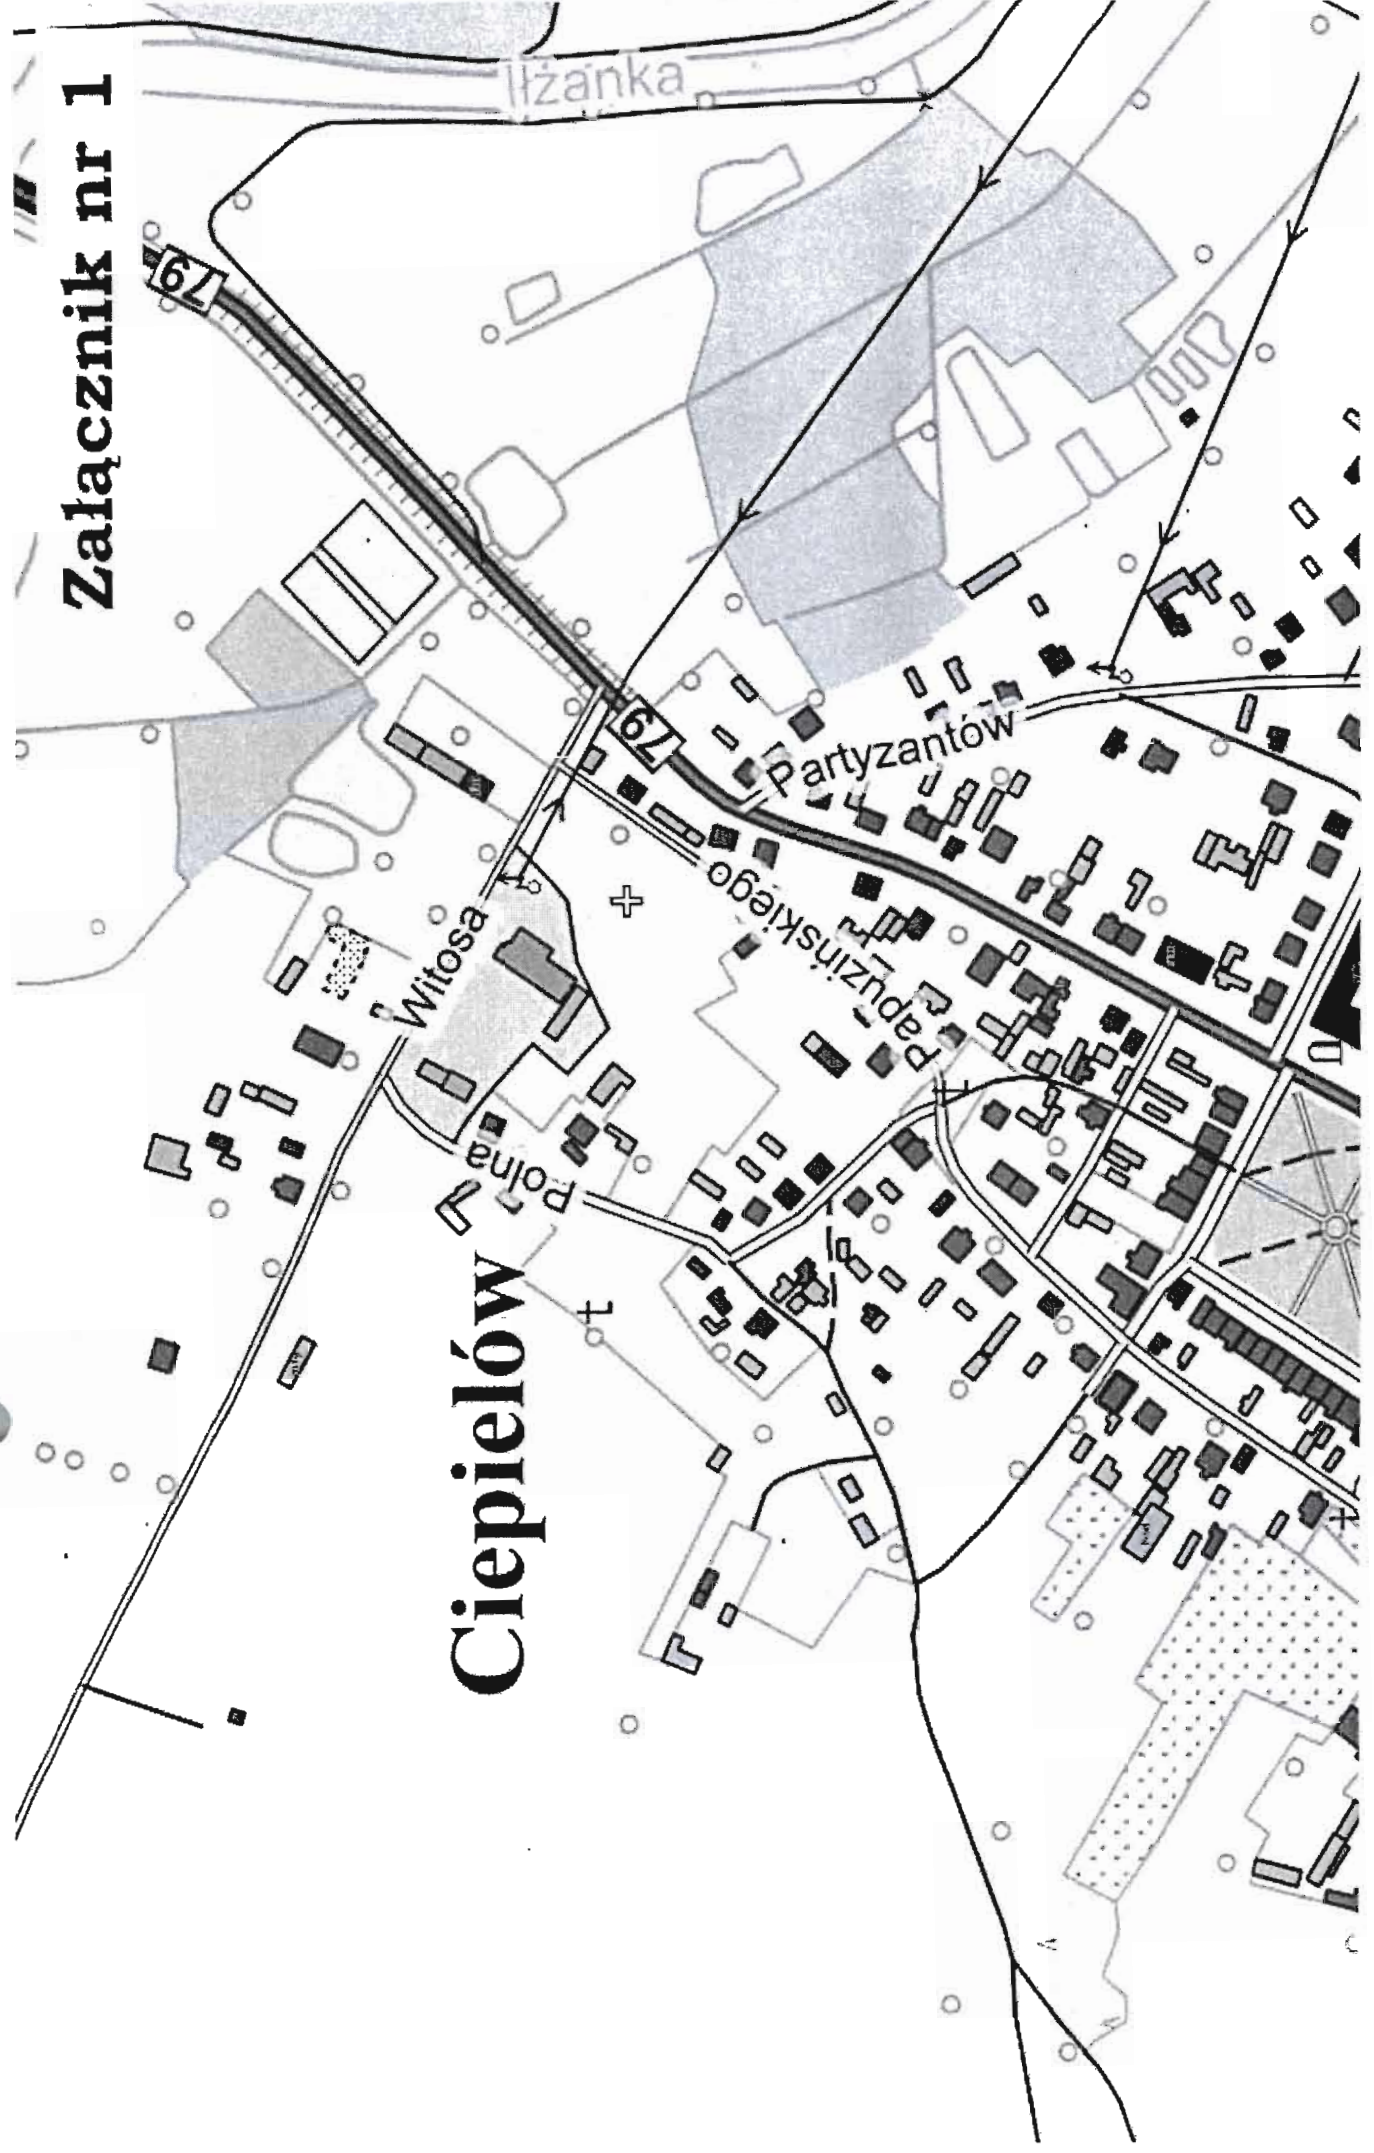 Załącznik nr 1
Iłżanka
79
79
Partyzantów
Papuzińskiego
Witosa
Polna
Ciepielów